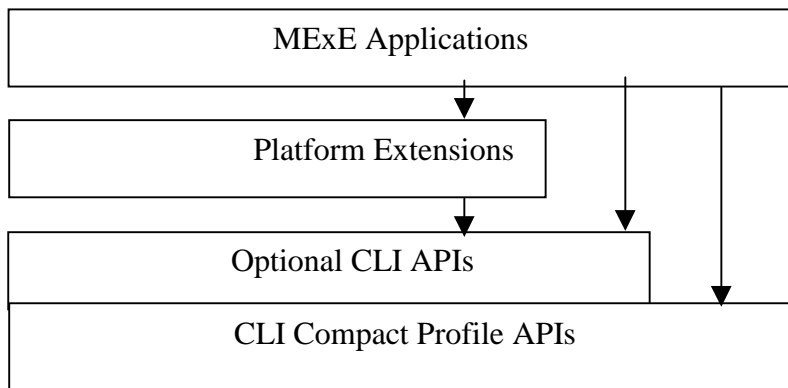 MExE Applications
Platform Extensions
Optional CLI APIs
CLI Compact Profile APIs